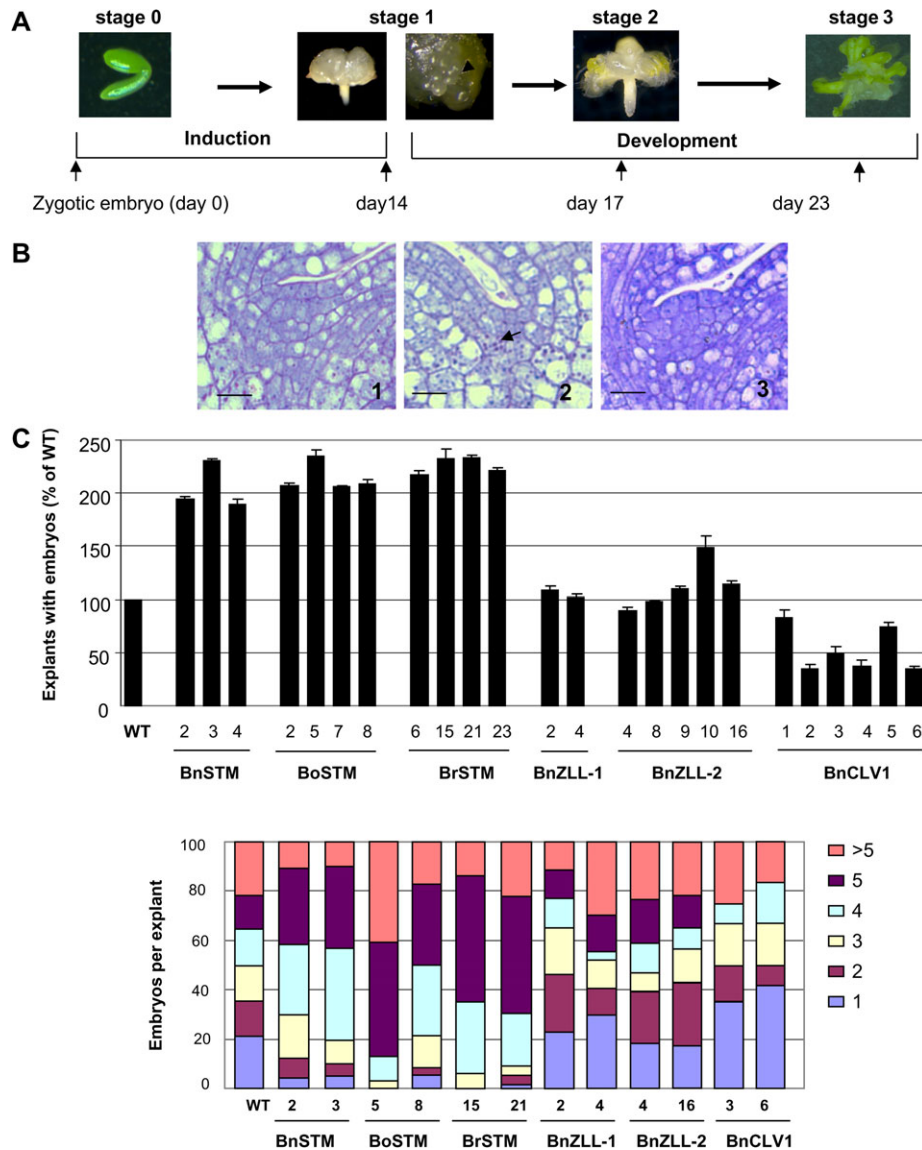 A
stage 0
stage 1
stage 2
stage 3
Induction
Development
Zygotic embryo (day 0)
day14
day 17
day 23
B
1
2
3
C
Explants with embryos (% of WT)
250
200
150
100
50
0
WT
2 3 4
2 5 7 8
6 15 21 23
2 4
4 8 9 10 16
1 2 3 4 5 6
BnSTM
BoSTM
BrSTM
BnZLL-1
BnZLL-2
BnCLV1
Embryos per explant
100
80
60
40
20
0
>5
5
4
3
2
1
WT
2 3
5 8
15 21
2 4
4 16
3 6
BnSTM
BoSTM
BrSTM
BnZLL-1
BnZLL-2
BnCLV1